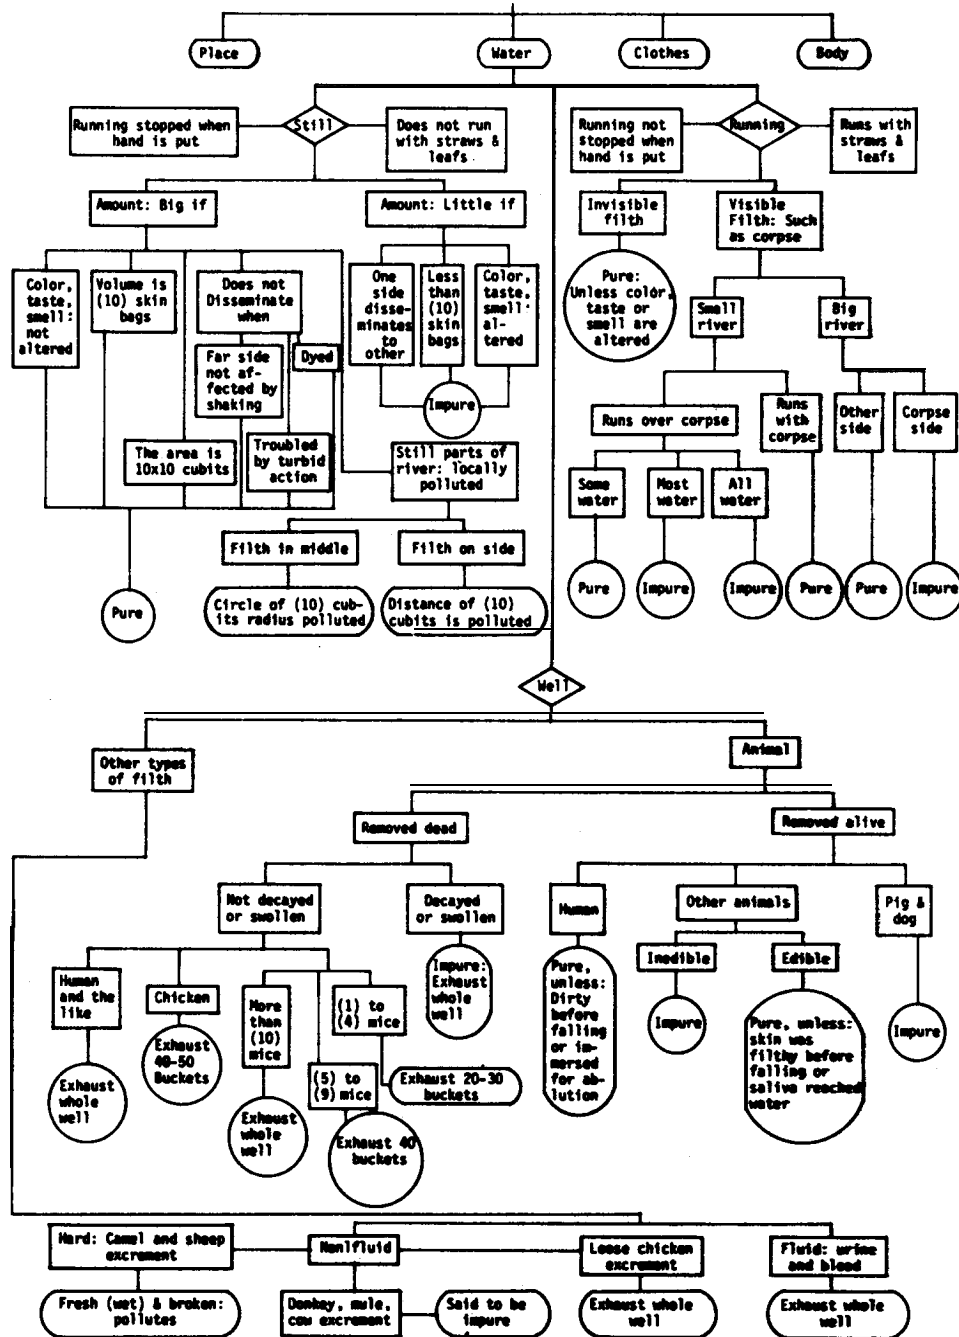 Place
Water
Clothes
Body
Running stopped when
hand is put
Still
Does not run
with straws &
leafs
Running not
stopped when
hand is put
Running
Runs with
straws &
leafs
Amount: Big if
Amount: Little if
Invisible
filth
Visible
Filth: Such
as corpse
Color,
taste,
smell:
not
altered
Volume is
(10) skin
bags
Does not
Disseminate
when
Far side
not af-
fected by
shaking
Dyed
The area is
10x10 cubits
Troubled
by turbid
action
One
side
disse-
minates
to
other
Less
than
(10)
skin
bags
Color,
taste,
smell:
al-
tered
Impure
Still parts of
river: locally
polluted
Pure:
Unless color,
taste or
smell are
altered
Small
river
Big
river
Runs over corpse
Runs
with
corpse
Other
side
Corpse
side
Some
water
Most
water
All
water
Pure
Filth in middle
Filth on side
Circle of (10) cub-
its radius polluted
Distance of (10)
cubits is polluted
Pure
Impure
Impure
Pure
Pure
Impure
Well
Other types
of filth
Animal
Removed dead
Removed alive
Not decayed
or swollen
Decayed
or swollen
Human
Other animals
Pig &
dog
Human
and the
like
Chicken
More
than
(10)
mice
(1) to
(4) mice
(5) to
(9) mice
Impure:
Exhaust
whole
well
Inedible
Edible
Exhaust
whole
well
Exhaust
40-50
Buckets
Exhaust
whole
well
Exhaust 20-30
buckets
Exhaust 40
buckets
Pure,
unless:
Dirty
before
falling
or im-
mersed
for ab-
lution
Impure
Pure, unless:
skin was
filthy before
falling or
saliva reached
water
Impure
Hard: Camel and sheep
excrement
Nonlfluid
Loose chicken
excrement
Fluid: urine
and blood
Fresh (wet) & broken:
pollutes
Donkey, mule,
cow excrement
Said to be
impure
Exhaust whole
well
Exhaust whole
well